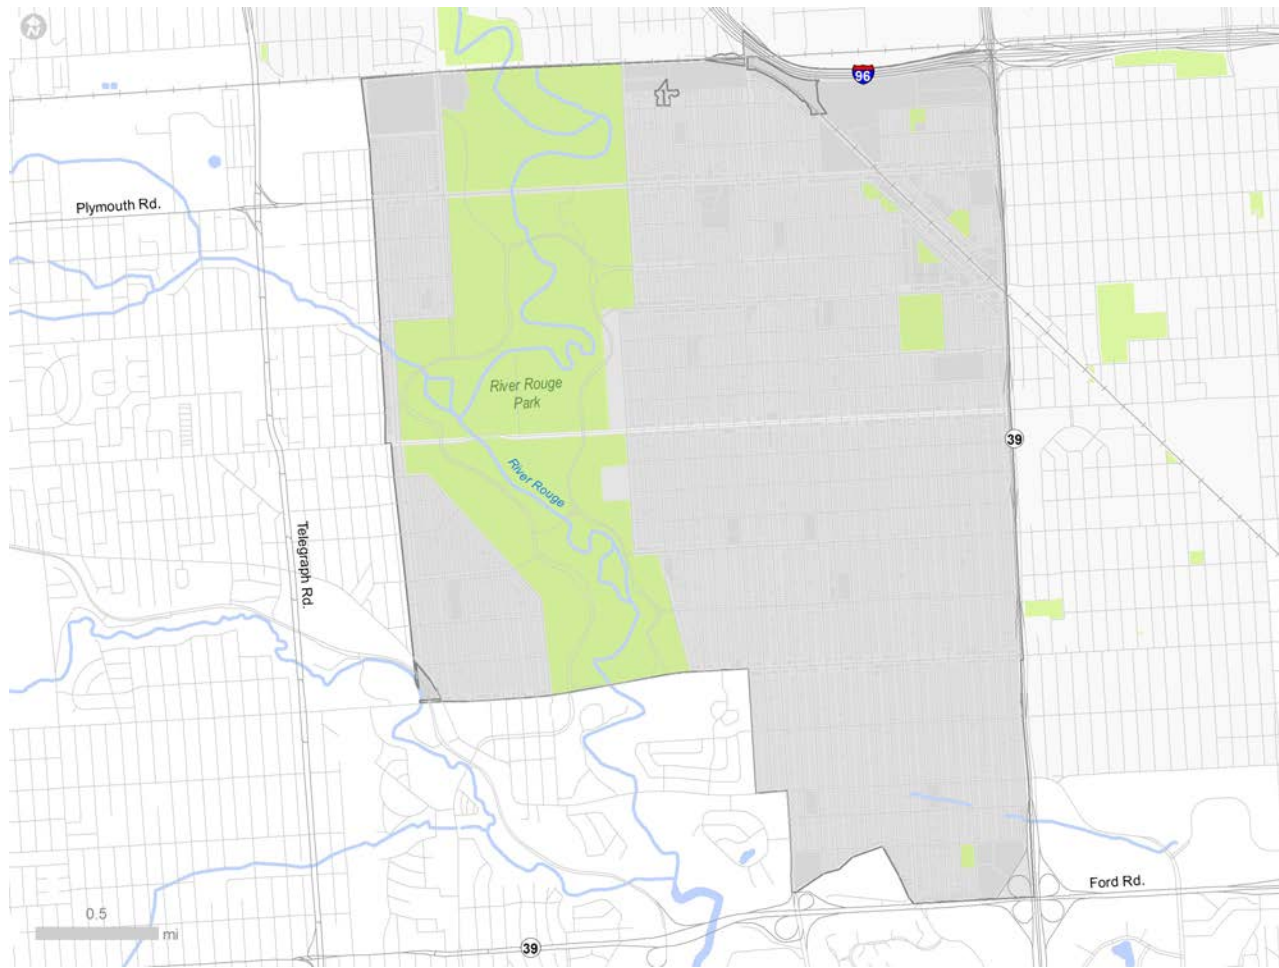 N
96
Plymouth Rd.
River Rouge
Park
39
River Rouge
Telegraph Rd.
Ford Rd.
0.5
mi
39